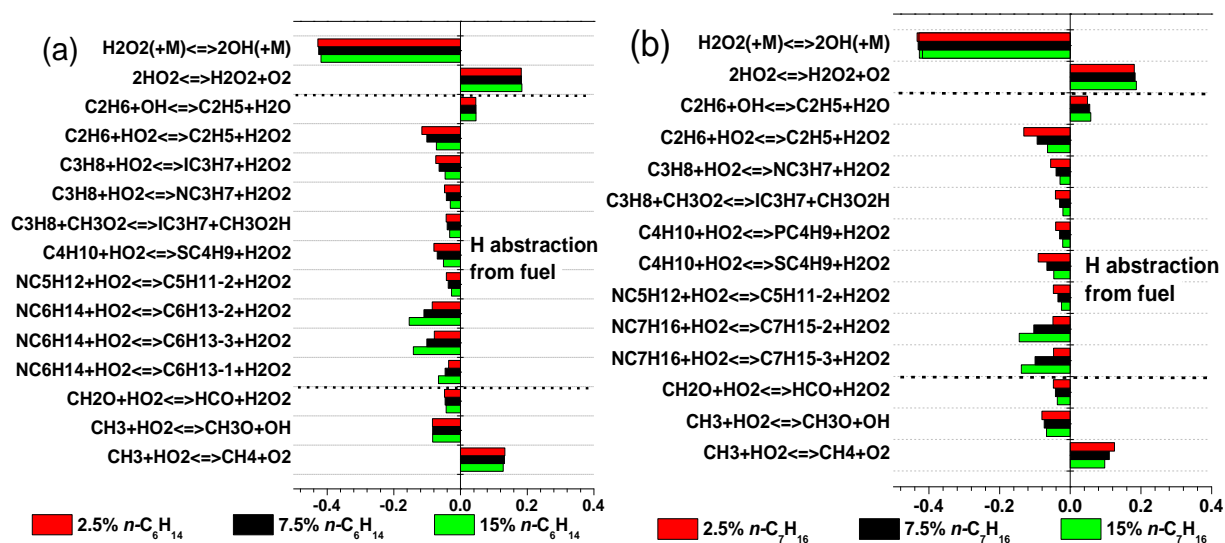 (a)
H2O2(+M)<=>2OH(+M)
2HO2<=>H2O2+O2
C2H6+OH<=>C2H5+H2O
C2H6+HO2<=>C2H5+H2O2
C3H8+HO2<=>IC3H7+H2O2
C3H8+HO2<=>NC3H7+H2O2
C3H8+CH3O2<=>IC3H7+CH3O2H
C4H10+HO2<=>SC4H9+H2O2
NC5H12+HO2<=>C5H11-2+H2O2
NC6H14+HO2<=>C6H13-2+H2O2
NC6H14+HO2<=>C6H13-3+H2O2
NC6H14+HO2<=>C6H13-1+H2O2
CH2O+HO2<=>HCO+H2O2
CH3+HO2<=>CH3O+OH
CH3+HO2<=>CH4+O2
H abstraction
from fuel
-0.4 -0.2 0.0 0.2 0.4
2.5% n-C6H14 7.5% n-C6H14 15% n-C6H14
(b)
H2O2(+M)<=>2OH(+M)
2HO2<=>H2O2+O2
C2H6+OH<=>C2H5+H2O
C2H6+HO2<=>C2H5+H2O2
C3H8+HO2<=>NC3H7+H2O2
C3H8+CH3O2<=>IC3H7+CH3O2H
C4H10+HO2<=>PC4H9+H2O2
C4H10+HO2<=>SC4H9+H2O2
NC5H12+HO2<=>C5H11-2+H2O2
NC7H16+HO2<=>C7H15-2+H2O2
NC7H16+HO2<=>C7H15-3+H2O2
CH2O+HO2<=>HCO+H2O2
CH3+HO2<=>CH3O+OH
CH3+HO2<=>CH4+O2
H abstraction
from fuel
-0.4 -0.2 0.0 0.2 0.4
2.5% n-C7H16 7.5% n-C7H16 15% n-C7H16